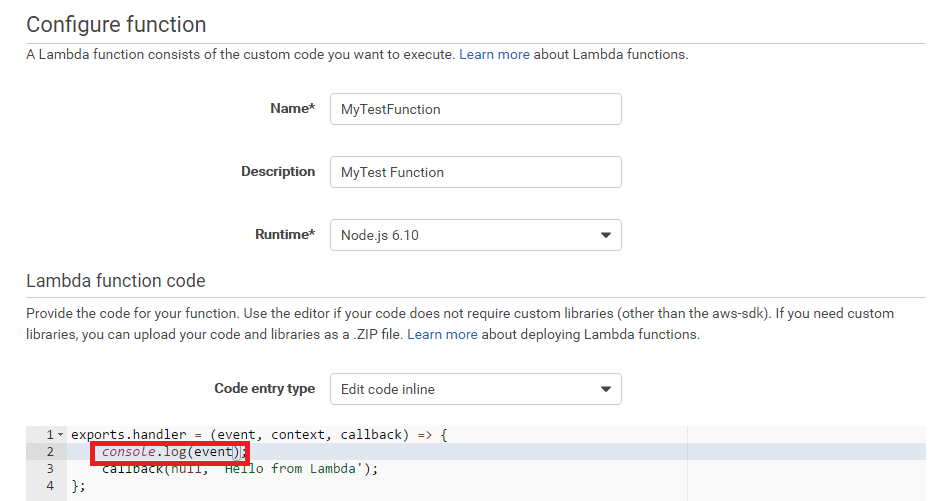 Configure function
A Lambda function consists of the custom code you want to execute. Learn more about Lambda functions.
Name* MyTestFunction
Description MyTest Function
Runtime* Node.js 6.10
Lambda function code
Provide the code for your function. Use the editor if your code does not require custom libraries (other than the aws-sdk). If you need custom
libraries, you can upload your code and libraries as a .ZIP file. Learn more about deploying Lambda functions.
Code entry type Edit code inline
1 exports.handler = (event, context, callback) => {
2 console.log(event);
3 callback(null, 'Hello from Lambda');
4 };